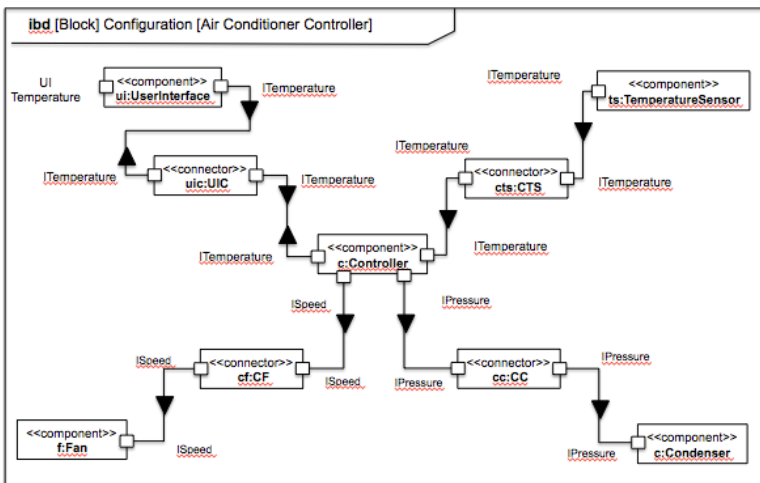 ibd [Block] Configuration [Air Conditioner Controller]
UI
Temperature
<<component>>
ui:UserInterface
ITemperature
ITemperature
<<component>>
ts:TemperatureSensor
ITemperature
<<connector>>
uic:UIC
ITemperature
ITemperature
<<connector>>
cts:CTS
ITemperature
ITemperature
<<component>>
c:Controller
ITemperature
ISpeed
IPressure
ISpeed
<<connector>>
cf:CF
ISpeed
IPressure
<<connector>>
cc:CC
IPressure
<<component>>
f:Fan
ISpeed
IPressure
<<component>>
c:Condenser